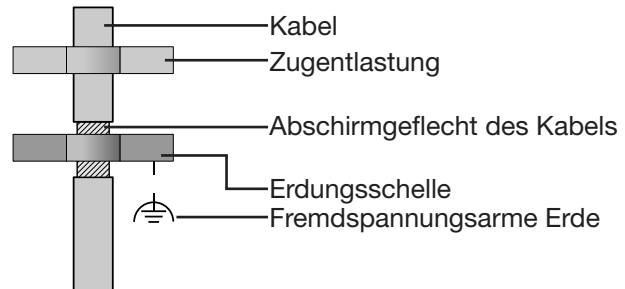 Kabel
Zugentlastung
Abschirmgeflecht des Kabels
Erdungsschelle
Fremdspannungsarme Erde